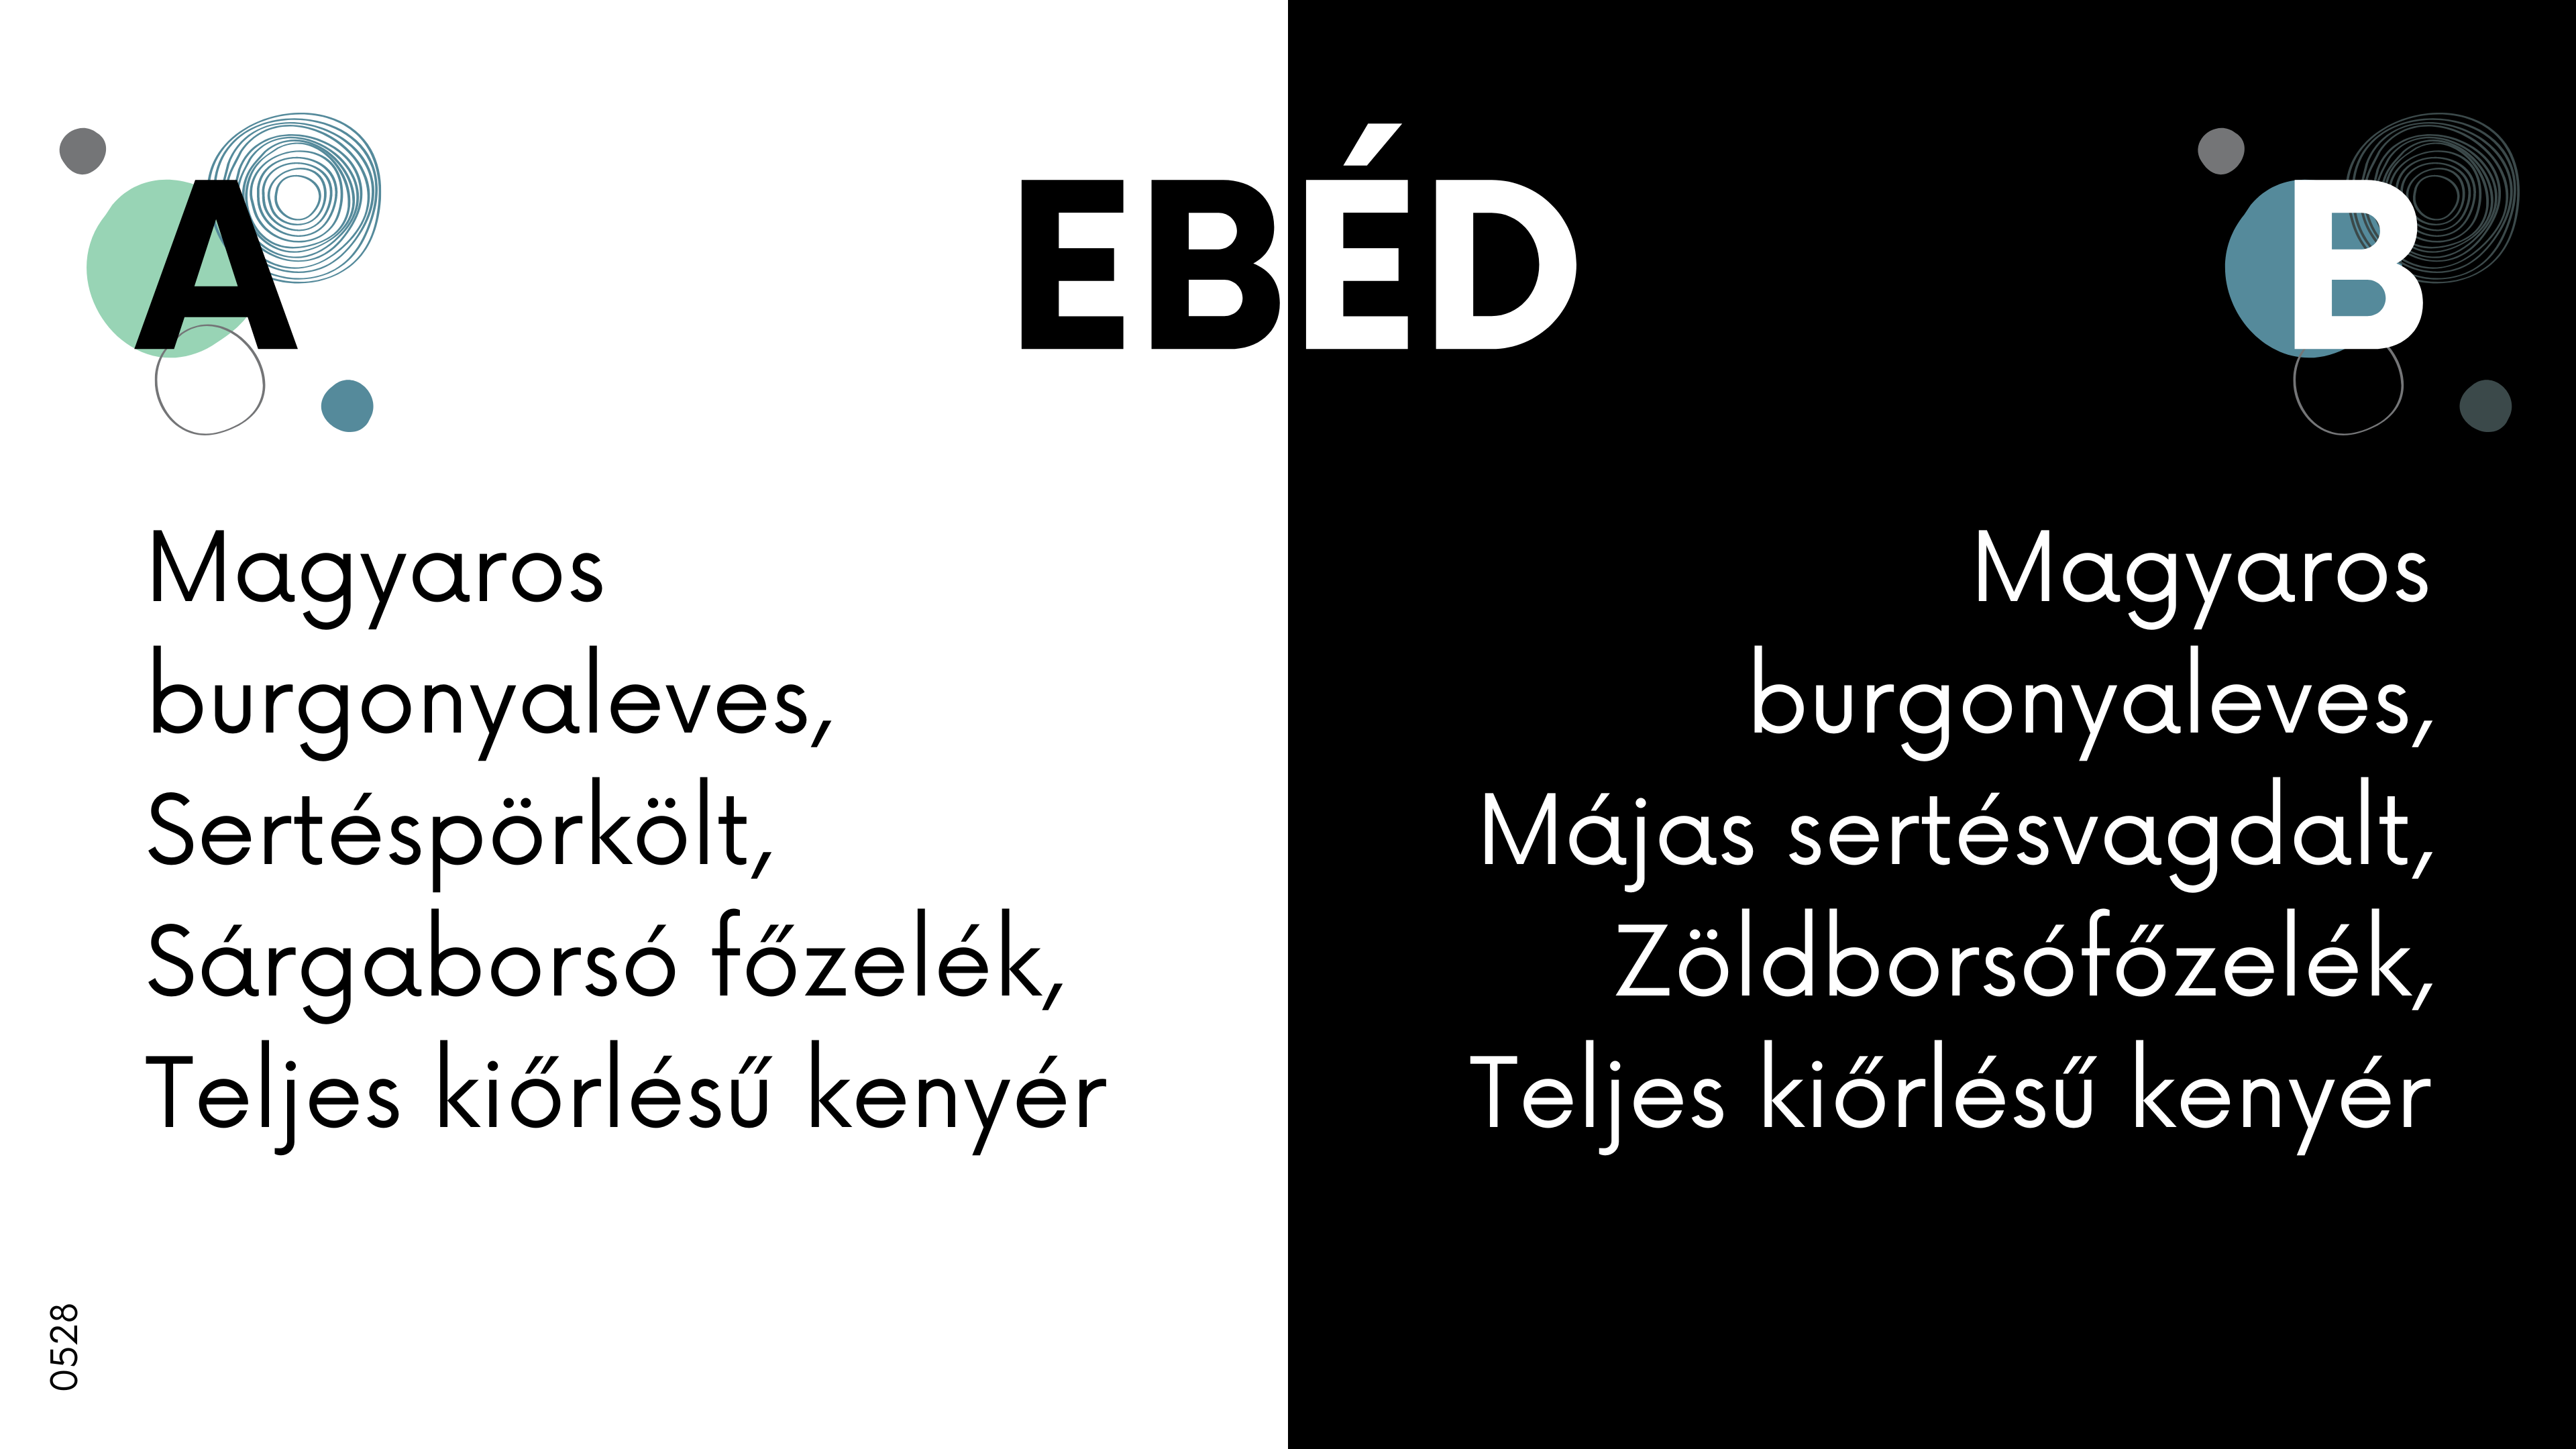 EBÉD
A
Magyaros
burgonyaleves,
Sertéspörkölt,
Sárgaborsó főzelék,
Teljes kiőrlésű kenyér
B
Magyaros
burgonyaleves,
Májas sertésvagdalt,
Zöldborsófőzelék,
Teljes kiőrlésű kenyér
0528